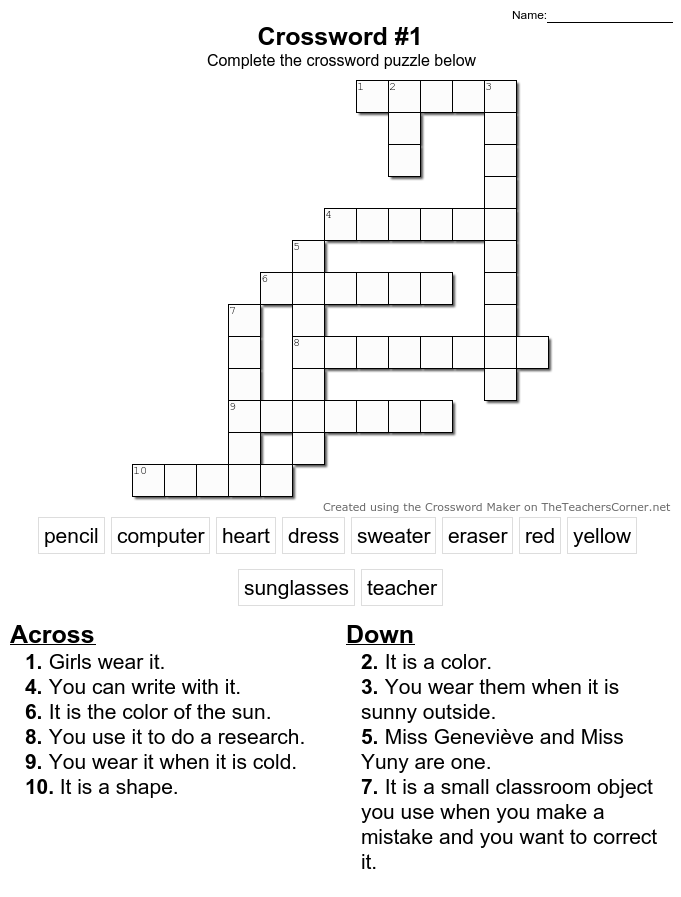 Name:
Crossword #1
Complete the crossword puzzle below
1 2 3
4
5
6
7
8
9
10
Created using the Crossword Maker on TheTeachersCorner.net
pencil computer heart dress sweater eraser red yellow
sunglasses teacher
Across
1. Girls wear it.
4. You can write with it.
6. It is the color of the sun.
8. You use it to do a research.
9. You wear it when it is cold.
10. It is a shape.
Down
2. It is a color.
3. You wear them when it is
sunny outside.
5. Miss Geneviève and Miss
Yuny are one.
7. It is a small classroom object
you use when you make a
mistake and you want to correct
it.